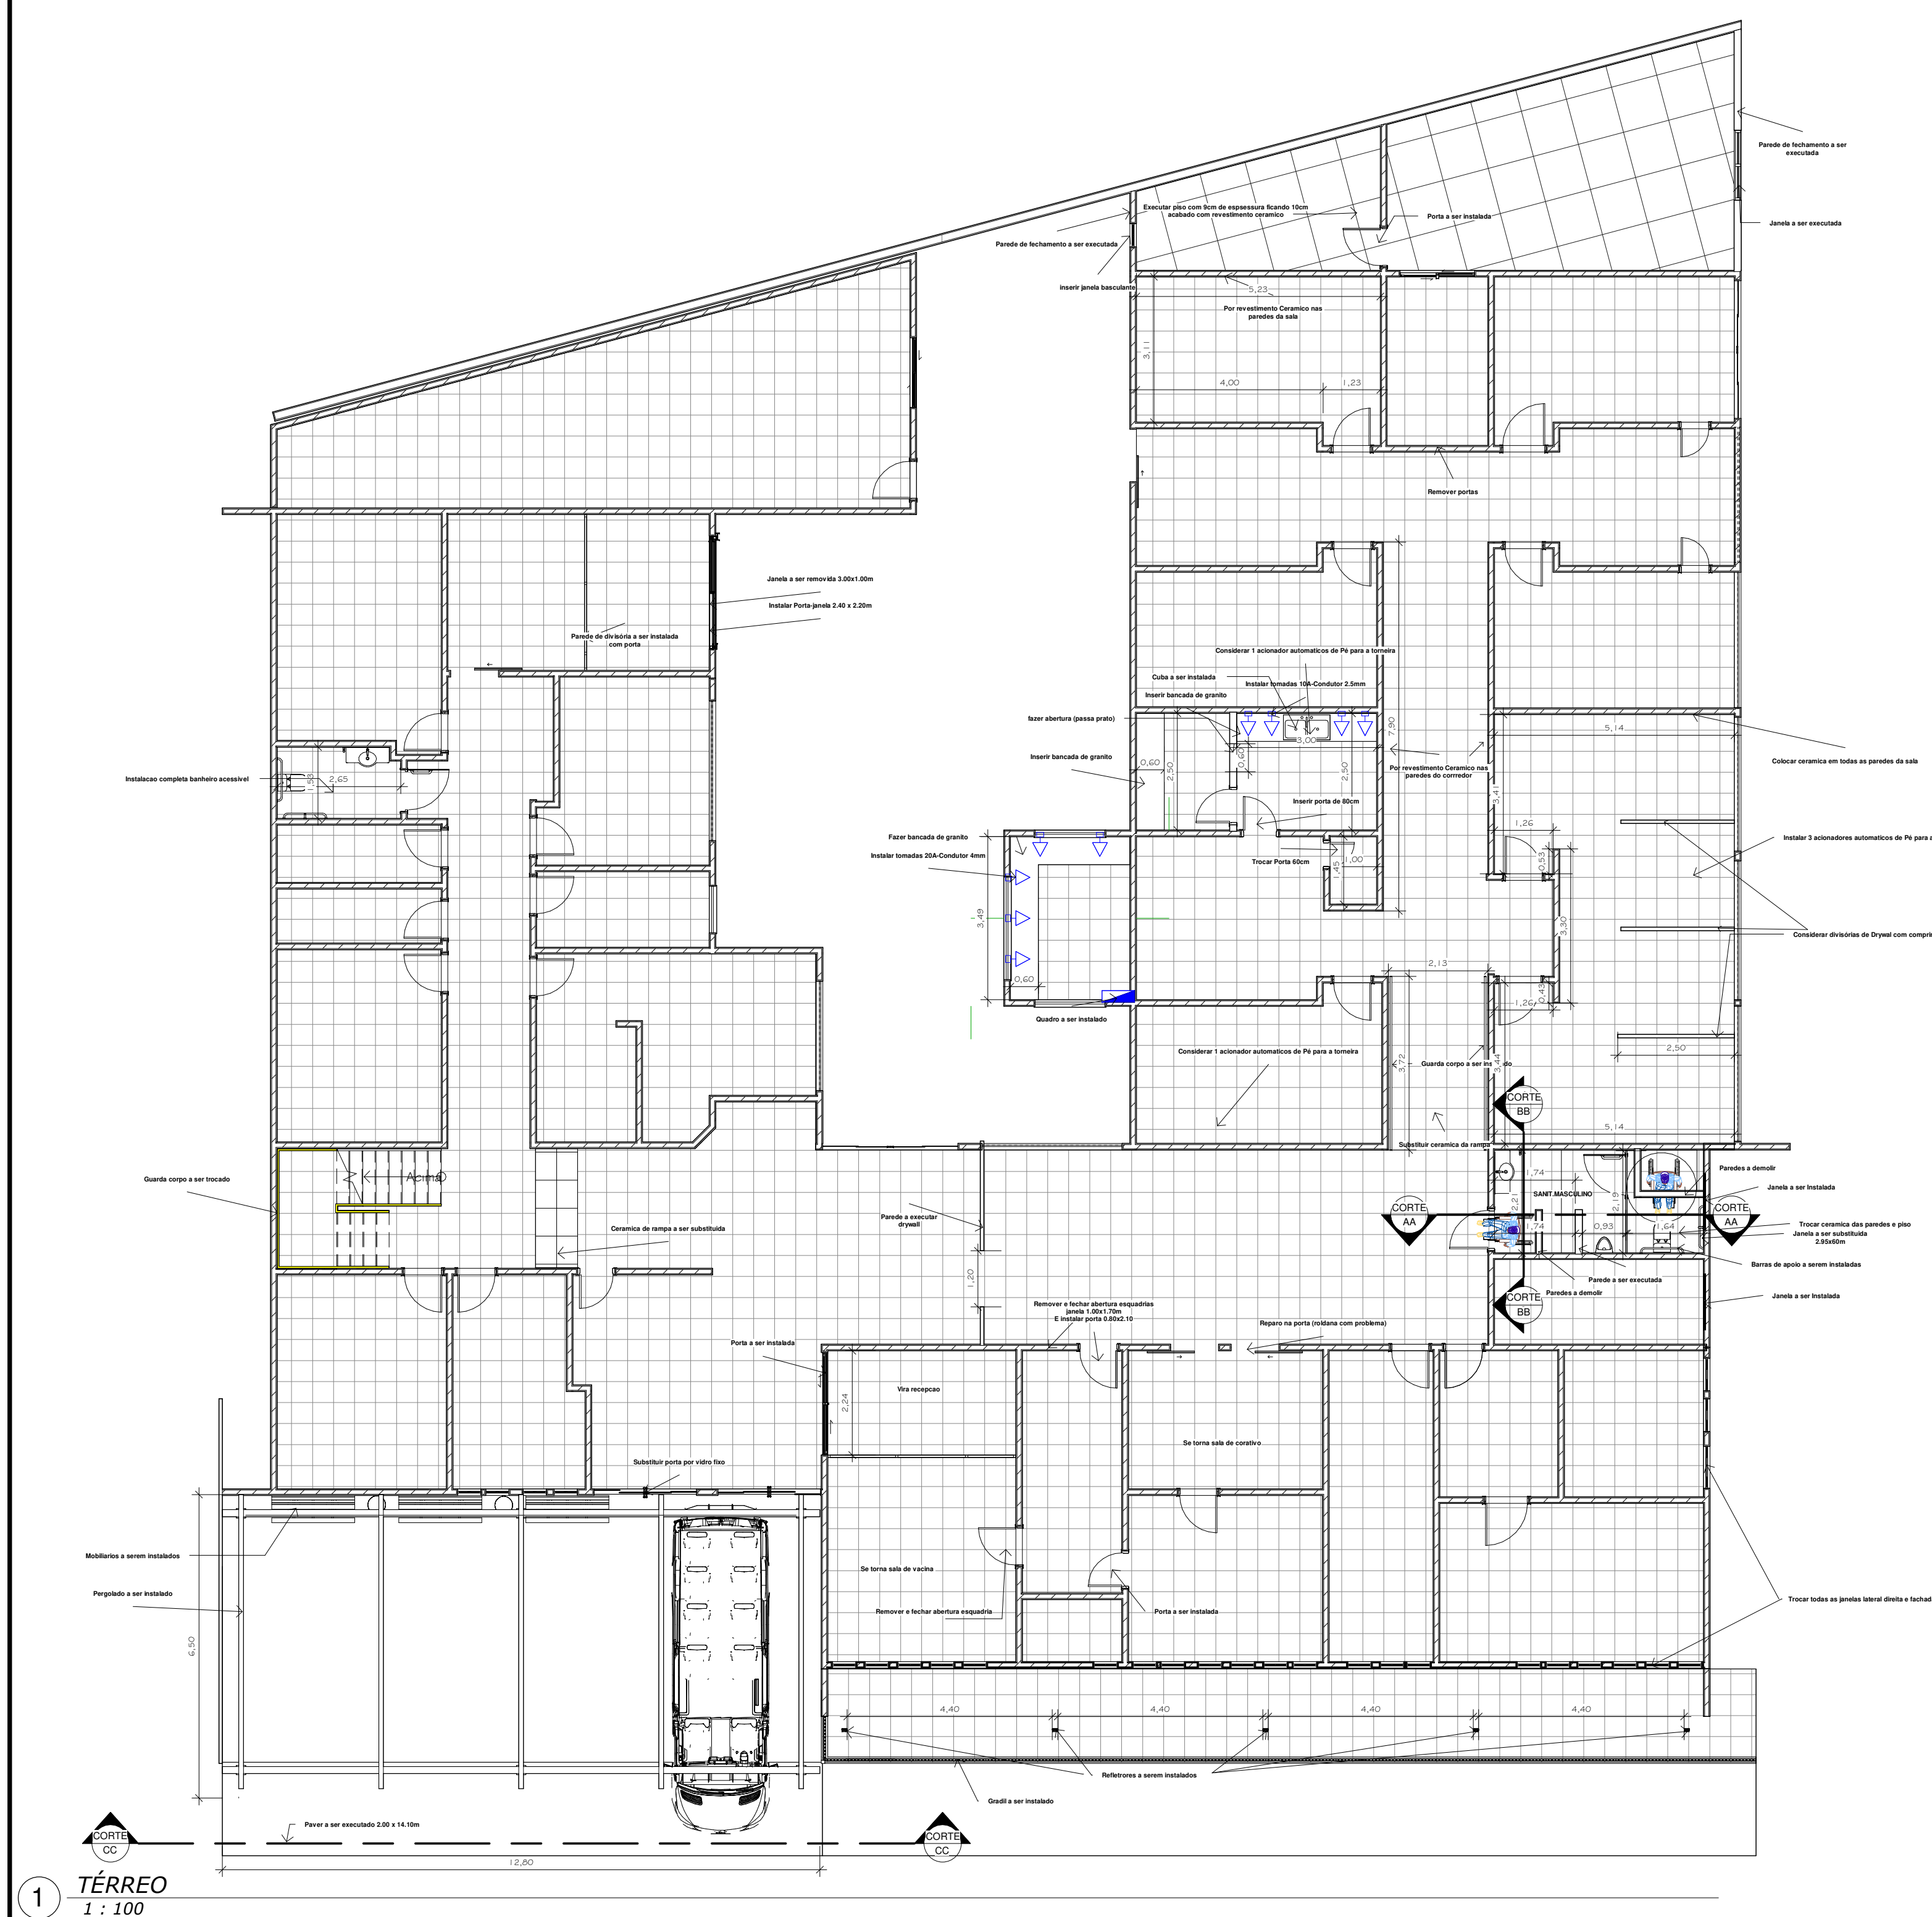 Parede de fechamento a ser
executada
Executar piso com 9cm de espsessura ficando 10cm
acabado com revestimento ceramico
Porta a ser instalada
Janela a ser executada
Parede de fechamento a ser executada
inserir janela basculante
5,23
Por revestimento Ceramico nas
paredes da sala
3,11
4,00
1,23
Remover portas
Janela a ser removida 3.00x1.00m
Instalar Porta-janela 2.40 x 2.20m
Parede de divisória a ser instalada
com porta
Considerar 1 acionador automaticos de Pé para a torneira
Cuba a ser instalada
Instalar tomadas 10A-Condutor 2.5mm
Inserir bancada de granito
fazer abertura (passa prato)
7,90
5,14
3,00
0,60
Inserir bancada de granito
0,60
2,50
2,50
Por revestimento Ceramico nas
paredes do corrredor
Colocar ceramica em todas as paredes da sala
Instalacao completa banheiro acessivel
1,53
2,65
3,41
Inserir porta de 80cm
1,26
Fazer bancada de granito
Instalar tomadas 20A-Condutor 4mm
Trocar Porta 60cm
1,45
1,00
0,53
Instalar 3 acionadores automaticos de Pé para a
3,49
3,30
Considerar divisórias de Drywal com compri
2,13
0,60
1,26
0,43
Quadro a ser instalado
Considerar 1 acionador automaticos de Pé para a torneira
3,72
3,44
2,50
Guarda corpo a ser ins do
CORTE
BB
5,14
Substituir ceramica da rampa
Acima
Guarda corpo a ser trocado
1,74
SANIT.MASCULINO
2,21
2,19
Paredes a demolir
Janela a ser Instalada
CORTE
AA
CORTE
AA
Parede a executar
drywall
Ceramica de rampa a ser substituida
1,74
0,93
1,64
Trocar ceramica das paredes e piso
Janela a ser substituida
2.95x60m
Barras de apoio a serem instaladas
1,20
Parede a ser executada
Paredes a demolir
Janela a ser Instalada
CORTE
BB
Remover e fechar abertura esquadrias
janela 1.00x1.70m
E instalar porta 0.80x2.10
Reparo na porta (roldana com problema)
Porta a ser instalada
2,24
Vira recepcao
Se torna sala de corativo
Substituir porta por vidro fixo
Mobiliarios a serem instalados
Se torna sala de vacina
Pergolado a ser instalado
Remover e fechar abertura esquadria
Porta a ser instalada
Trocar todas as janelas lateral direita e fachad
6,50
4,40
4,40
4,40
4,40
Refletrores a serem instalados
Gradil a ser instalado
Paver a ser executado 2.00 x 14.10m
CORTE
CC
CORTE
CC
12,80
1
TÉRREO
1 : 100